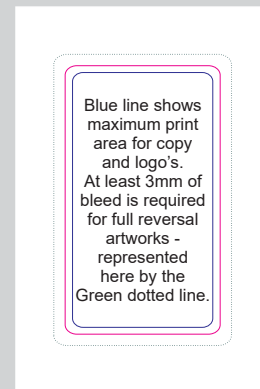 Blue line shows
maximum print
area for copy
and logo's.
At least 3mm of
bleed is required
for full reversal
artworks -
represented
here by the
Green dotted line.